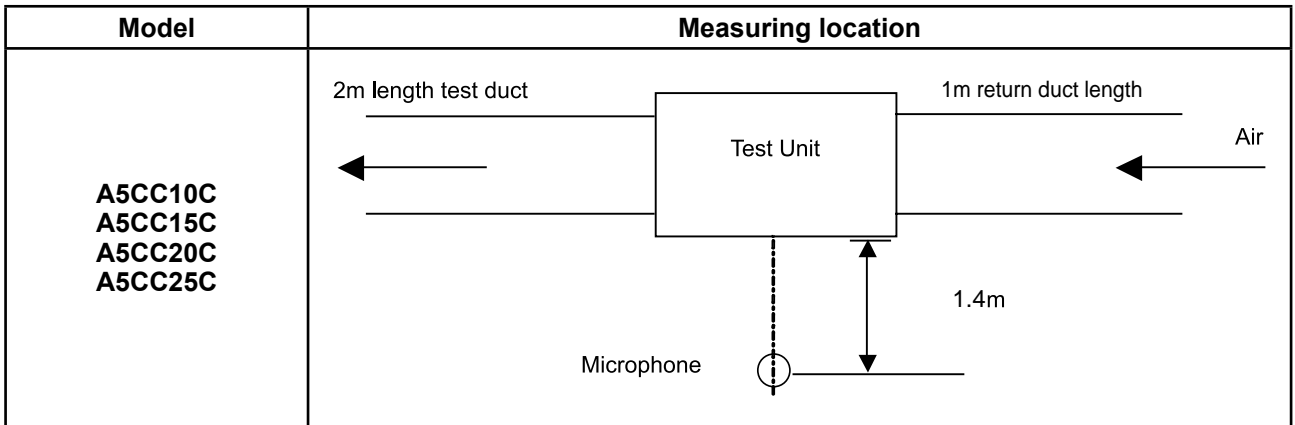 Model
Measuring location
A5CC10C
A5CC15C
A5CC20C
A5CC25C
2m length test duct
1m return duct length
Test Unit
Air
1.4m
Microphone